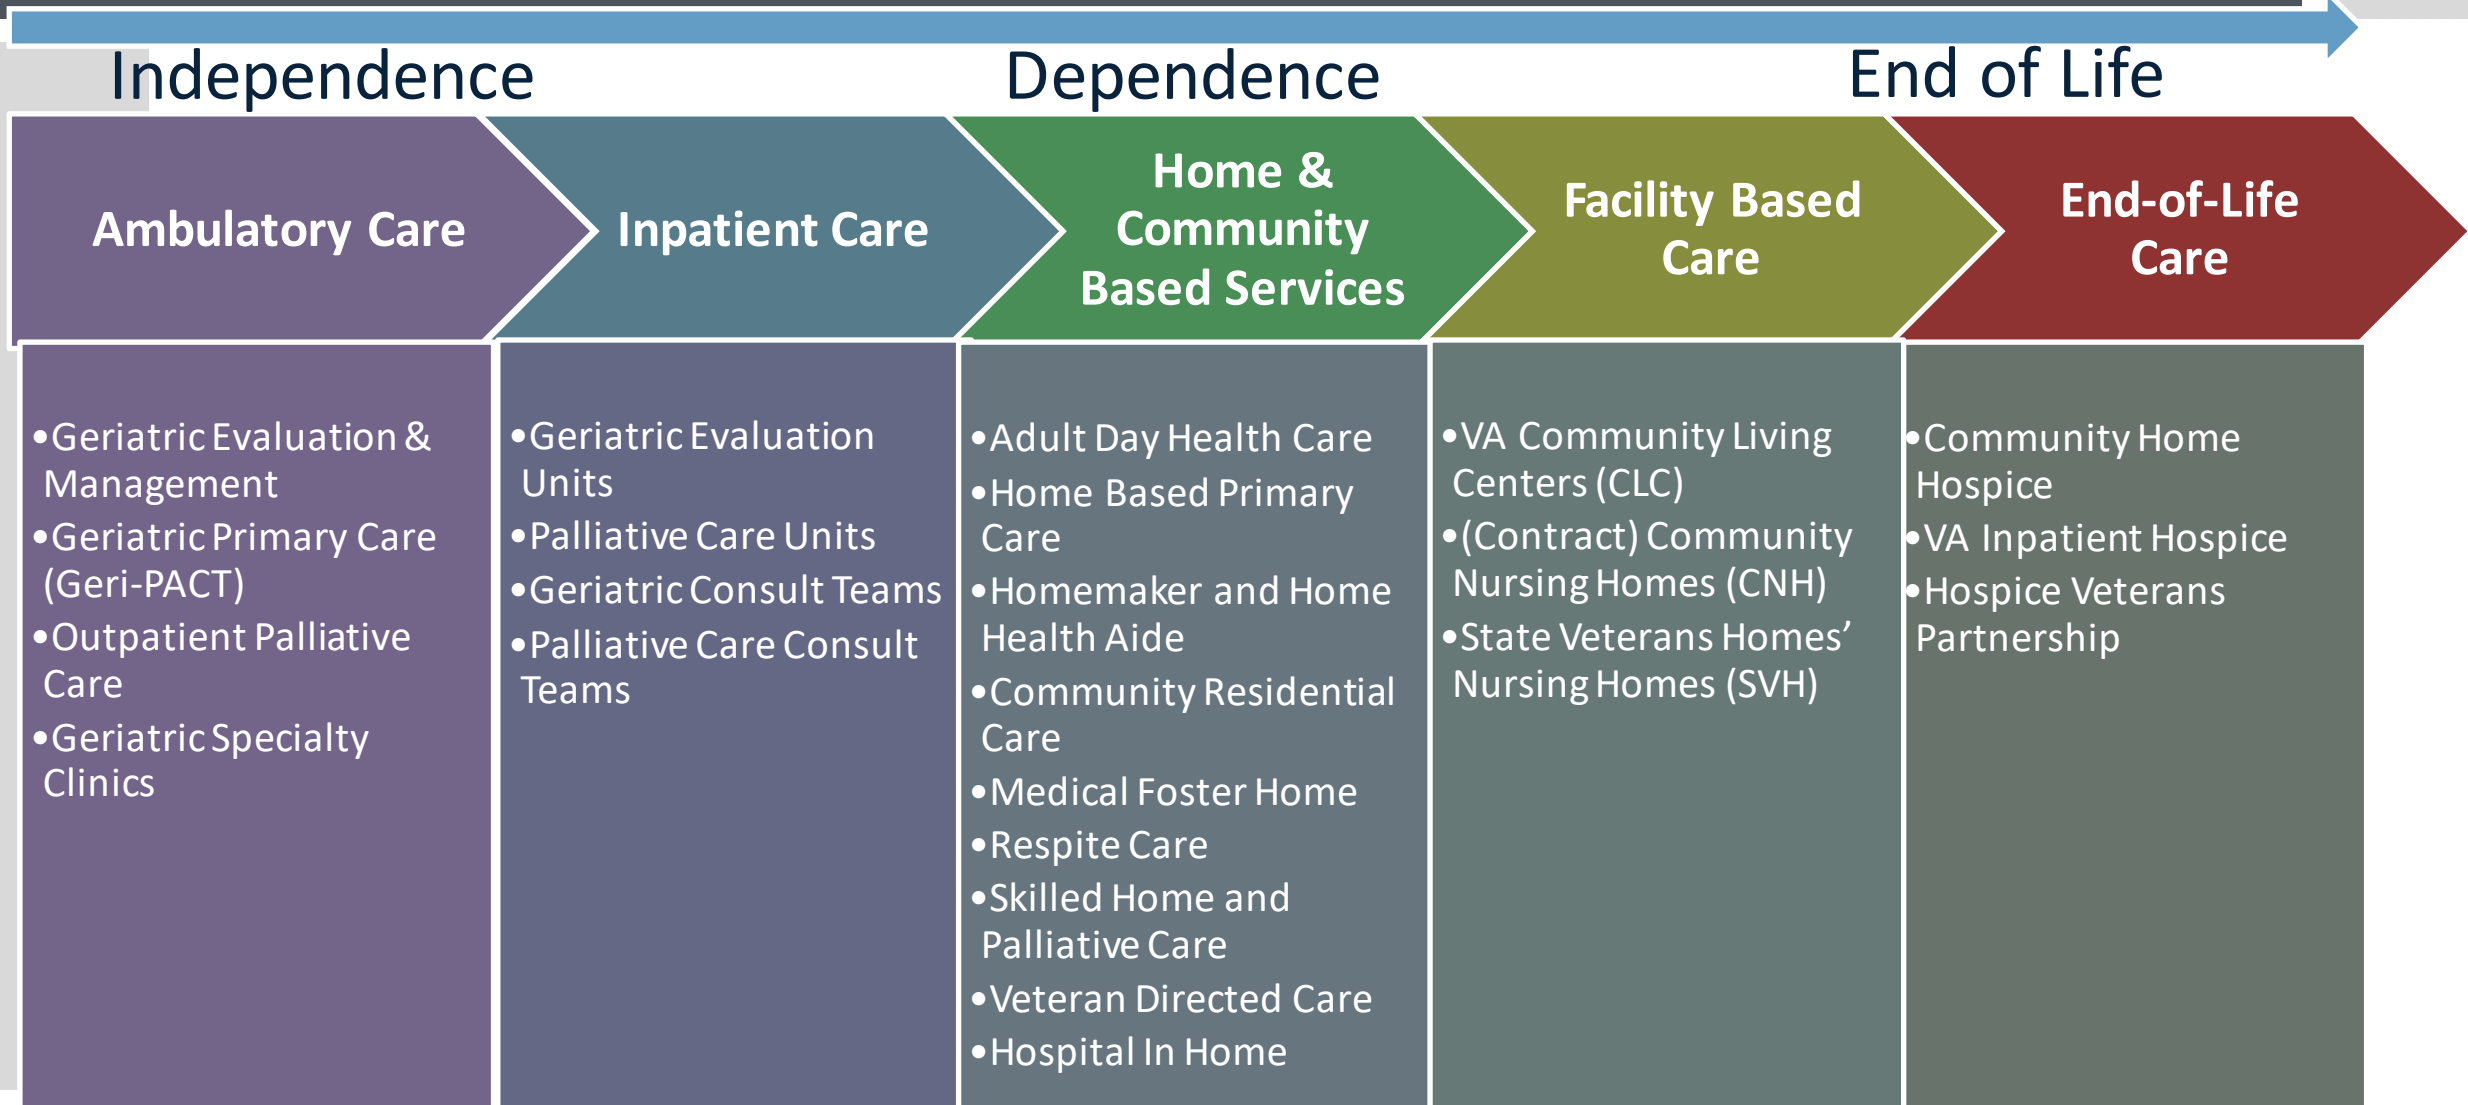 Independence
Dependence
End of Life
Ambulatory Care
Inpatient Care
Home &
Community
Based Services
Facility Based
Care
End-of-Life
Care
•Geriatric Evaluation &
Management
•Geriatric Primary Care
(Geri-PACT)
•Outpatient Palliative
Care
•Geriatric Specialty
Clinics
•Geriatric Evaluation
Units
•Palliative Care Units
•Geriatric Consult Teams
•Palliative Care Consult
Teams
•Adult Day Health Care
•Home Based Primary
Care
•Homemaker and Home
Health Aide
•Community Residential
Care
•Medical Foster Home
•Respite Care
•Skilled Home and
Palliative Care
•Veteran Directed Care
•Hospital In Home
•VA Community Living
Centers (CLC)
•(Contract) Community
Nursing Homes (CNH)
•State Veterans Homes’
Nursing Homes (SVH)
•Community Home
Hospice
•VA Inpatient Hospice
•Hospice Veterans
Partnership